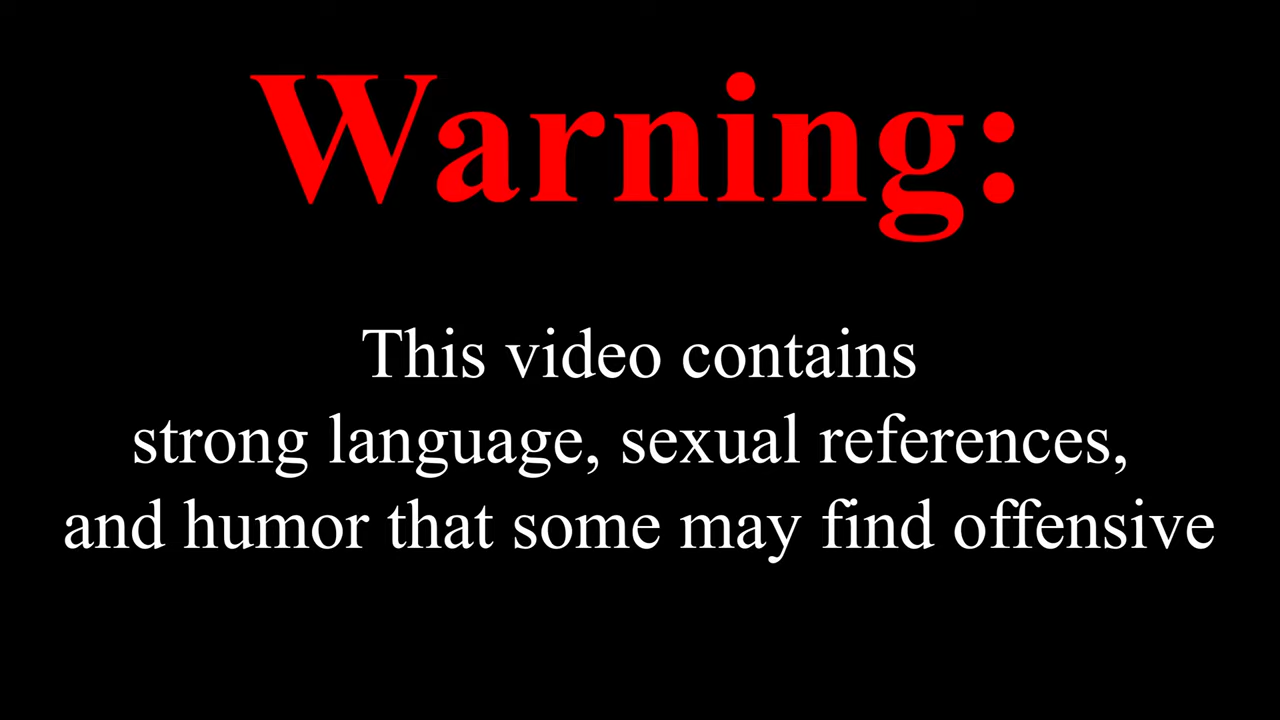 Warning:
This video contains
strong language, sexual references,
and humor that some may find offensive